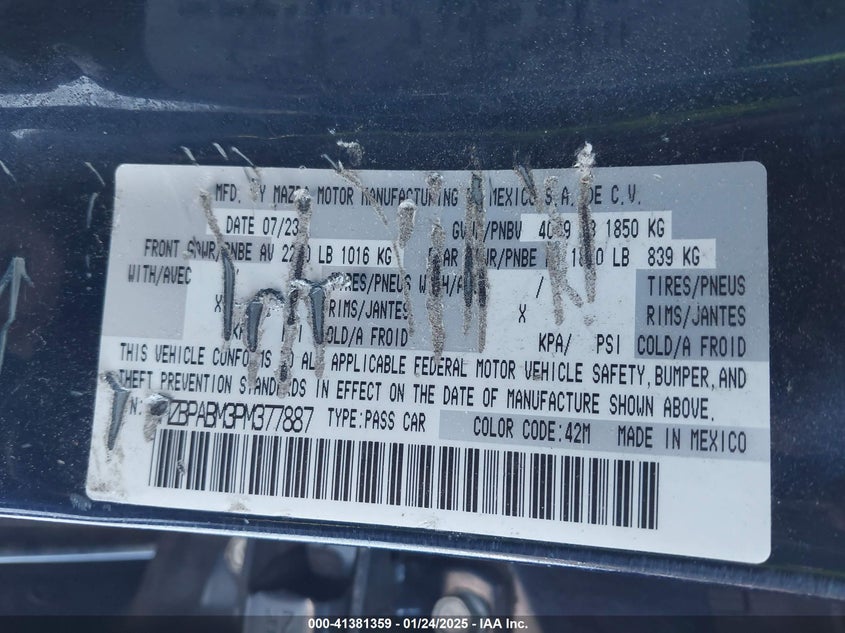 MFD. BY MAZDA MOTOR MANUFACTURING MEXICO S.A. DE C.V.
DATE 07/23 PNBV 1850 KG
FRONT GAWR/PNBE AV LB 1016 KG PNBE LB 839 KG
WITH/AVEC / TIRES/PNEUS / TIRES/PNEUS
X RIMS/JANTES X RIMS/JANTES
COLD/A FROID KPA/ PSI COLD/A FROID
THIS VEHICLE CONFORMS TO ALL APPLICABLE FEDERAL MOTOR VEHICLE SAFETY, BUMPER, AND
THEFT PREVENTION STANDARDS IN EFFECT ON THE DATE OF MANUFACTURE SHOWN ABOVE.
TYPE:PASS CAR COLOR CODE:42M MADE IN MEXICO
000-41381359 | 01/24/2025 | IAA Inc.